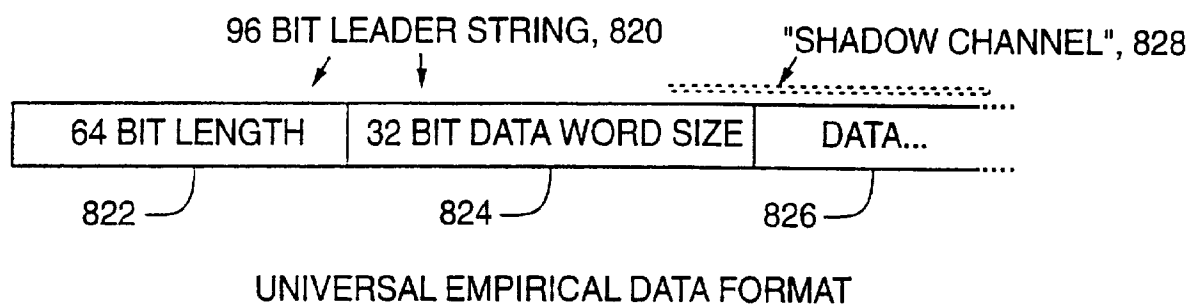 96 BIT LEADER STRING, 820
"SHADOW CHANNEL", 828
64 BIT LENGTH
32 BIT DATA WORD SIZE
DATA...
822
824
826
UNIVERSAL EMPIRICAL DATA FORMAT